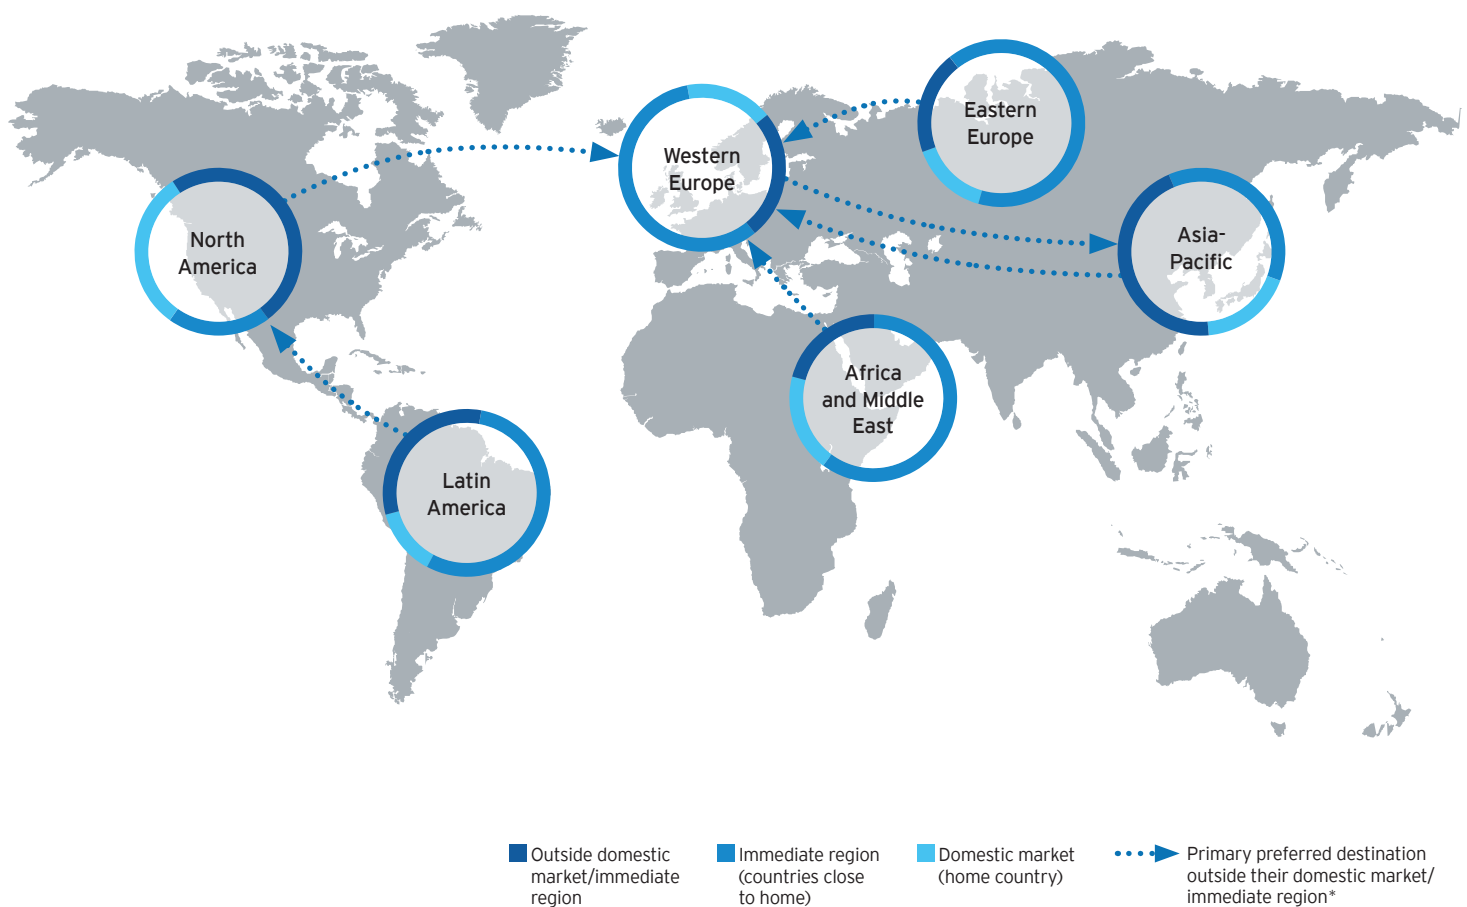 Eastern
Europe
Western
Europe
North
America
Asia-
Pacific
Africa
and Middle
East
Latin
America
Outside domestic
market/immediate
region
Immediate region
(countries close
to home)
Domestic market
(home country)
Primary preferred destination
outside their domestic market/
immediate region*